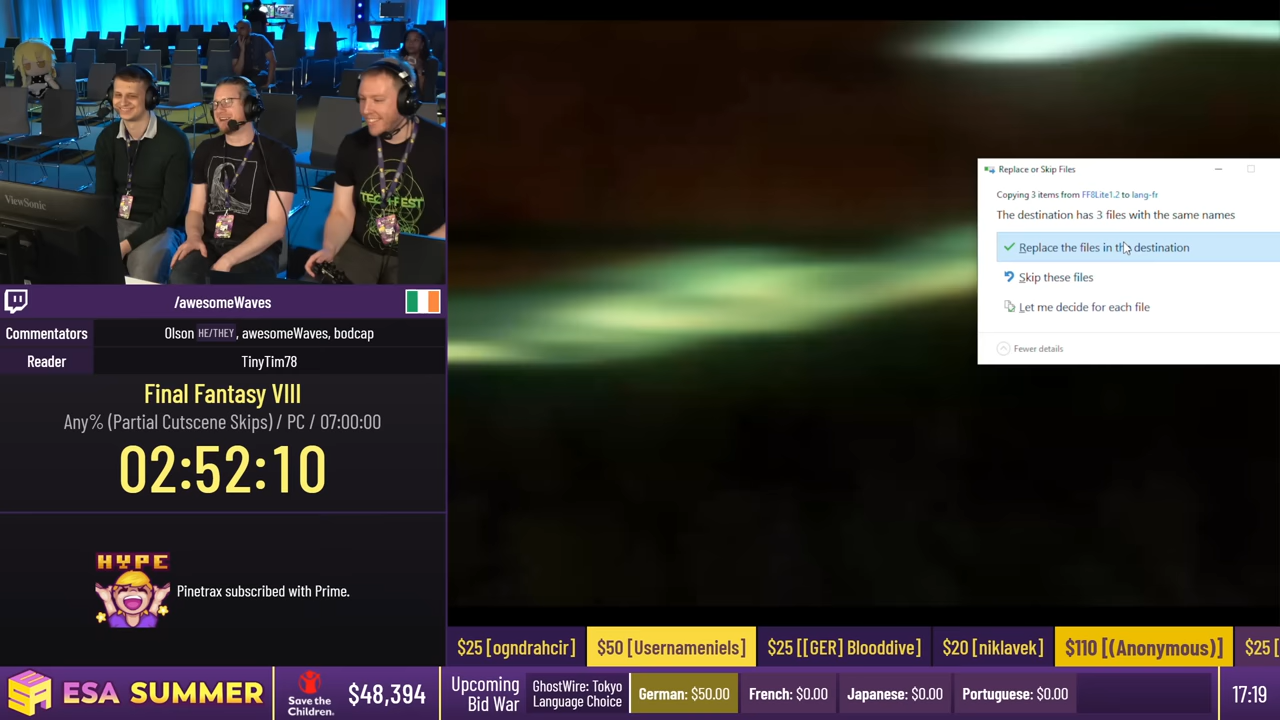 ViewSonic
TECH-FEST
/awesomeWaves
Commentators
Olson HE/THEY, awesomeWaves, bodcap
Reader
TinyTim78
Final Fantasy VIII
Any% (Partial Cutscene Skips) / PC / 07:00:00
02:52:10
HYPE
Pinetrax subscribed with Prime.
Replace or Skip Files
Copying 3 items from FF8Lite1.2 to lang-fr
The destination has 3 files with the same names
Replace the files in the destination
Skip these files
Let me decide for each file
Fewer details
$25 [ogndrahcir]
$50 [Usernameniels]
$25 [[GER] Blooddive]
$20 [niklavek]
$110 [(Anonymous)]
$25 [
ESA SUMMER
Save the
Children.
$48,394
Upcoming
Bid War
GhostWire: Tokyo
Language Choice
German: $50.00
French: $0.00
Japanese: $0.00
Portuguese: $0.00
17:19